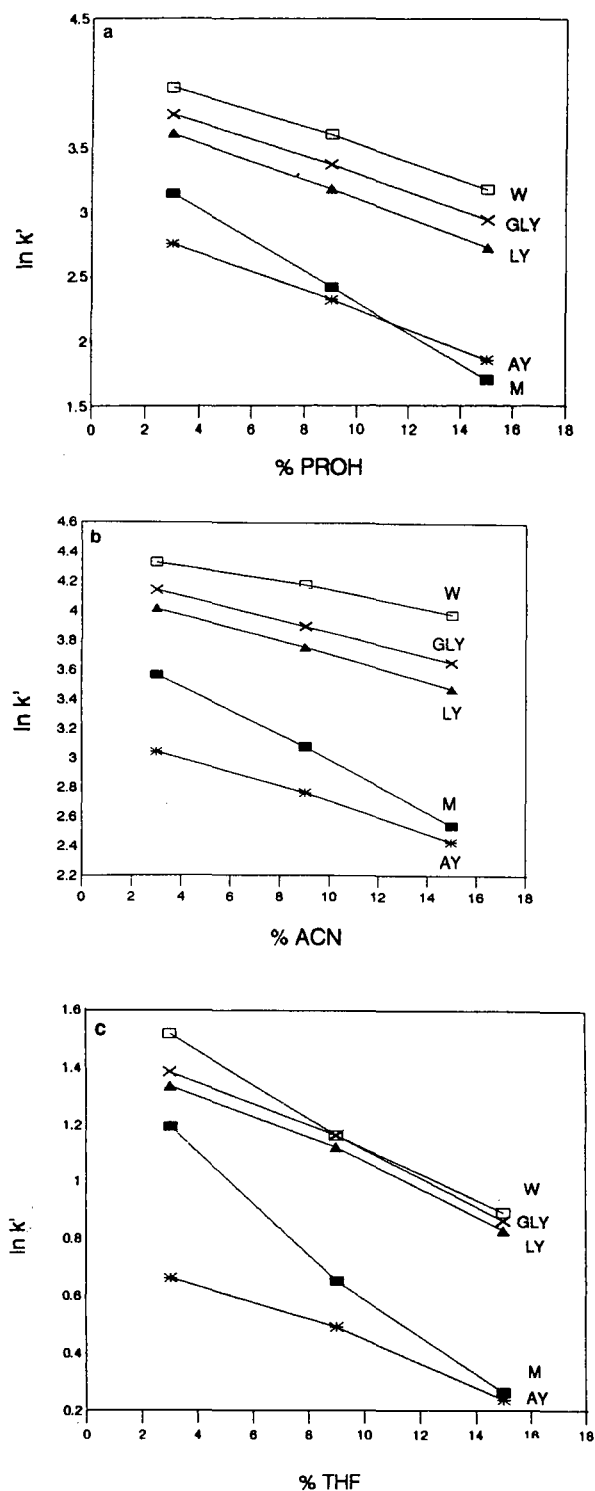 a
4.5
3.5
3
2.5
2
1.5
ln k'
0 2 4 6 8 10 12 14 16 18
% PROH
W
GLY
LY
AY
M
b
4.6
4.4
4.2
4
3.8
3.6
3.4
3.2
3
2.8
2.6
2.4
2.2
ln k'
0 2 4 6 8 10 12 14 16 18
% ACN
W
GLY
LY
M
AY
c
1.6
1.4
1.2
1
0.8
0.6
0.4
0.2
ln k'
0 2 4 6 8 10 12 14 16 18
% THF
W
GLY
LY
M
AY